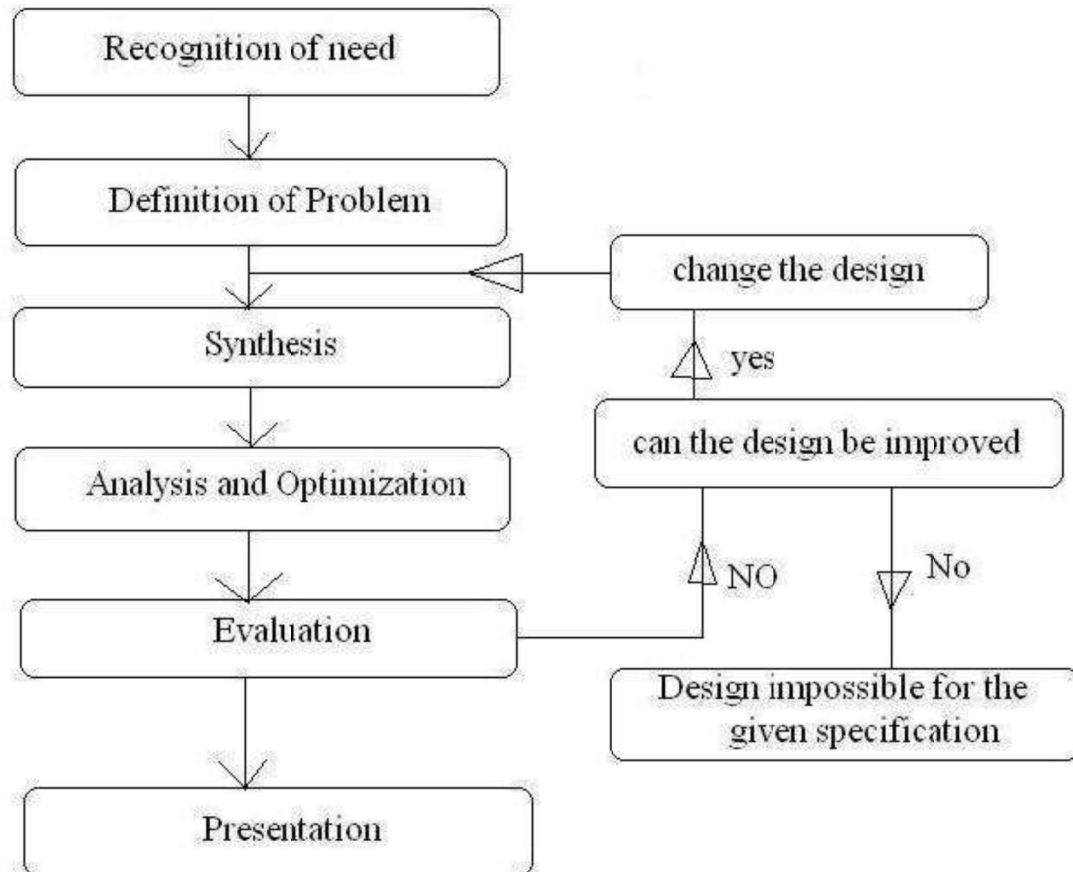 Recognition of need
Definition of Problem
change the design
Synthesis
yes
can the design be improved
Analysis and Optimization
NO
No
Evaluation
Design impossible for the
given specification
Presentation